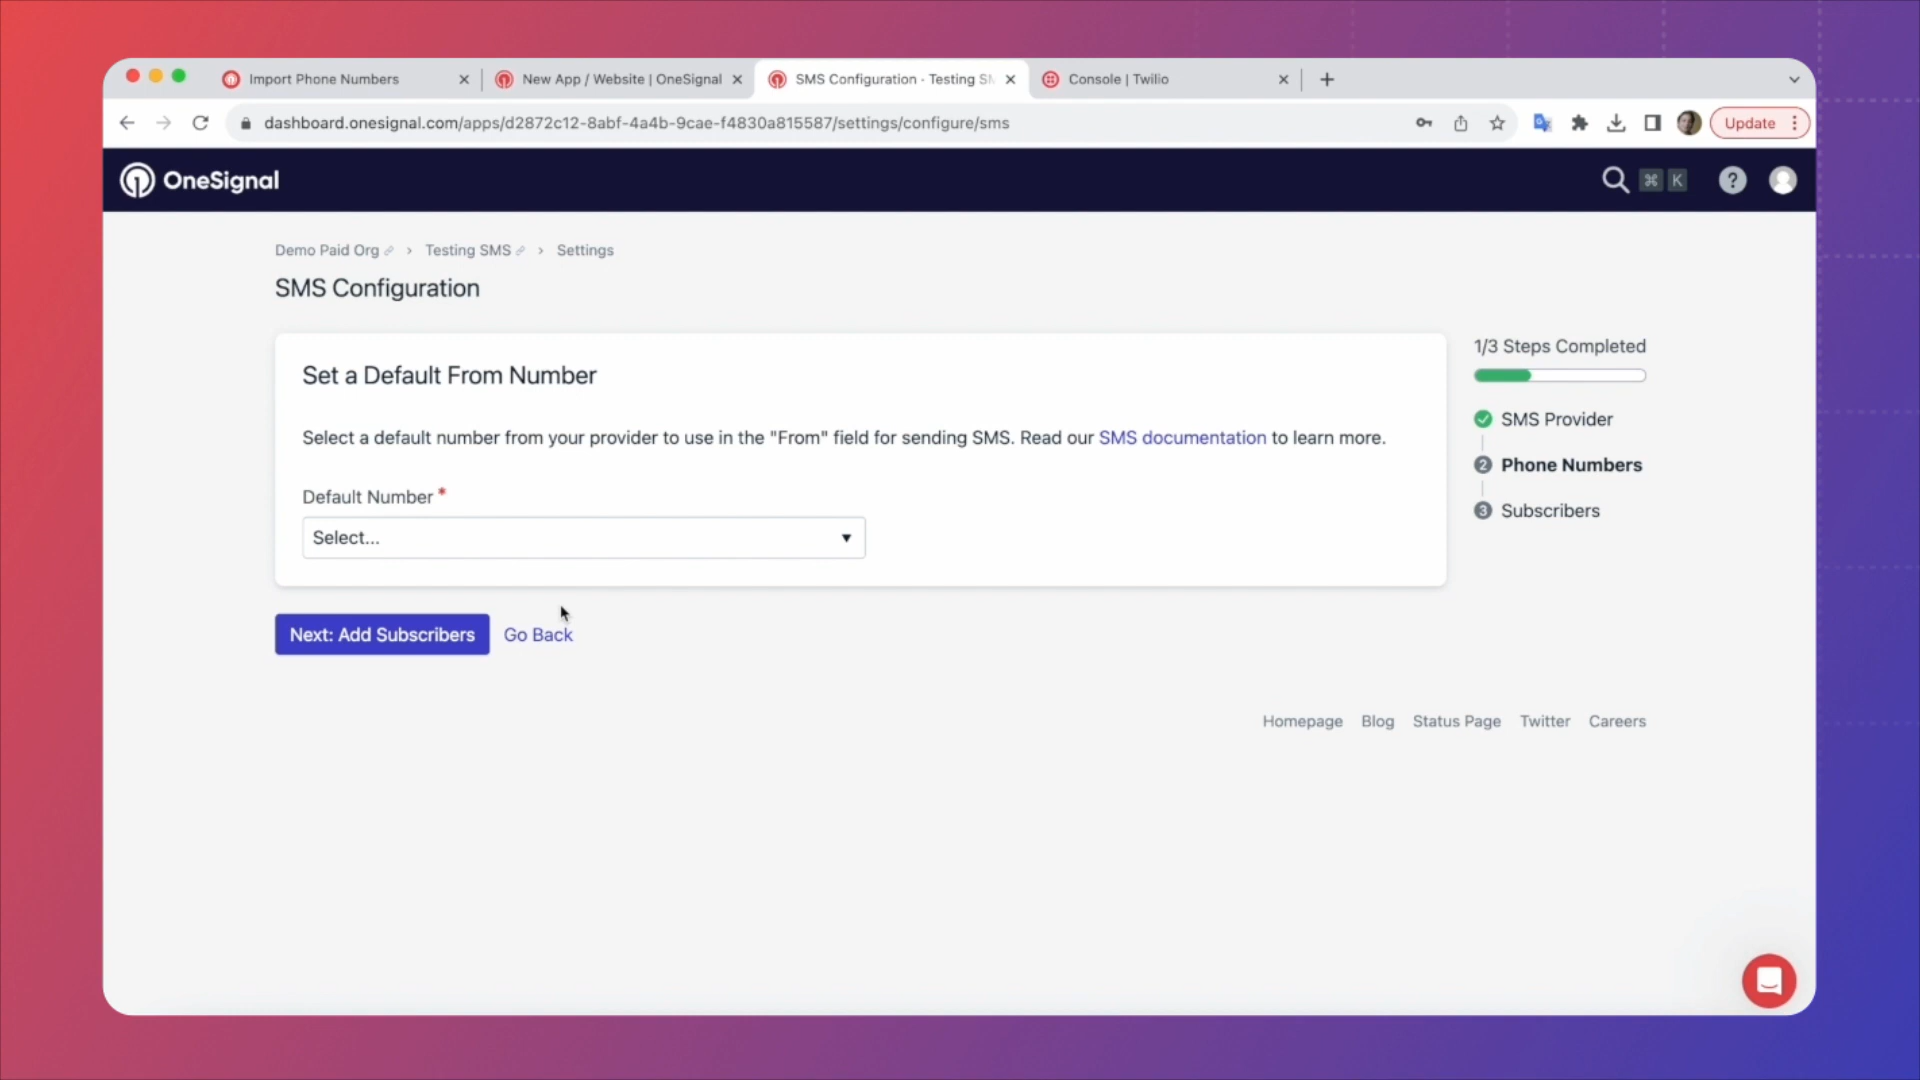 Import Phone Numbers
New App / Website | OneSignal
SMS Configuration - Testing SM
Console | Twilio
dashboard.onesignal.com/apps/d2872c12-8abf-4a4b-9cae-f4830a815587/settings/configure/sms
Update
OneSignal
⌘ K
?
Demo Paid Org > Testing SMS > Settings
SMS Configuration
Set a Default From Number
Select a default number from your provider to use in the "From" field for sending SMS. Read our SMS documentation to learn more.
Default Number *
Select...
Next: Add Subscribers
Go Back
1/3 Steps Completed
SMS Provider
2 Phone Numbers
3 Subscribers
Homepage Blog Status Page Twitter Careers